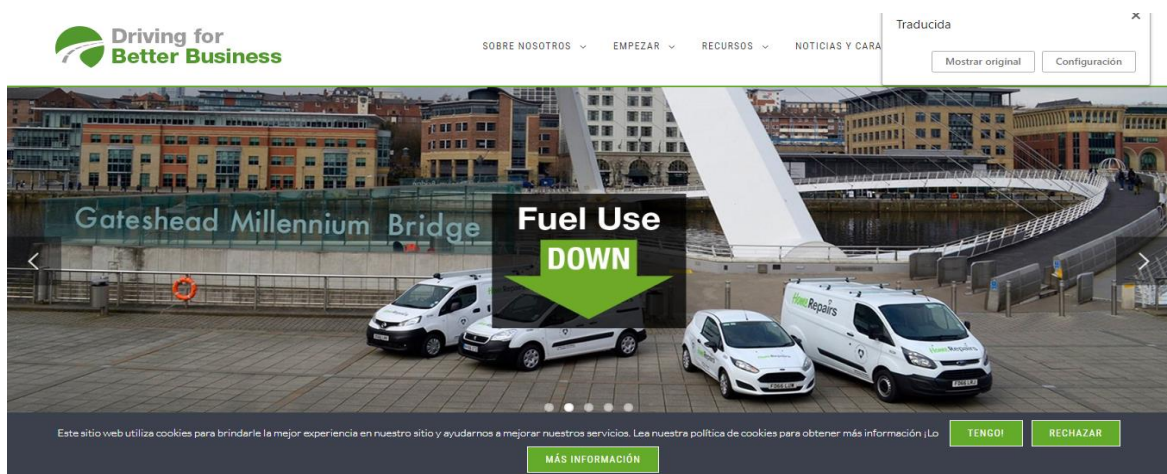 Driving for
Better Business
SOBRE NOSOTROS
EMPEZAR
RECURSOS
NOTICIAS Y CARA
Traducida
Mostrar original
Configuración
Gateshead Millennium Bridge
Fuel Use
DOWN
Home Repairs
Este sitio web utiliza cookies para brindarle la mejor experiencia en nuestro sitio y ayudarnos a mejorar nuestros servicios. Lea nuestra política de cookies para obtener más información ¡Lo
TENGO!
RECHAZAR
MÁS INFORMACIÓN